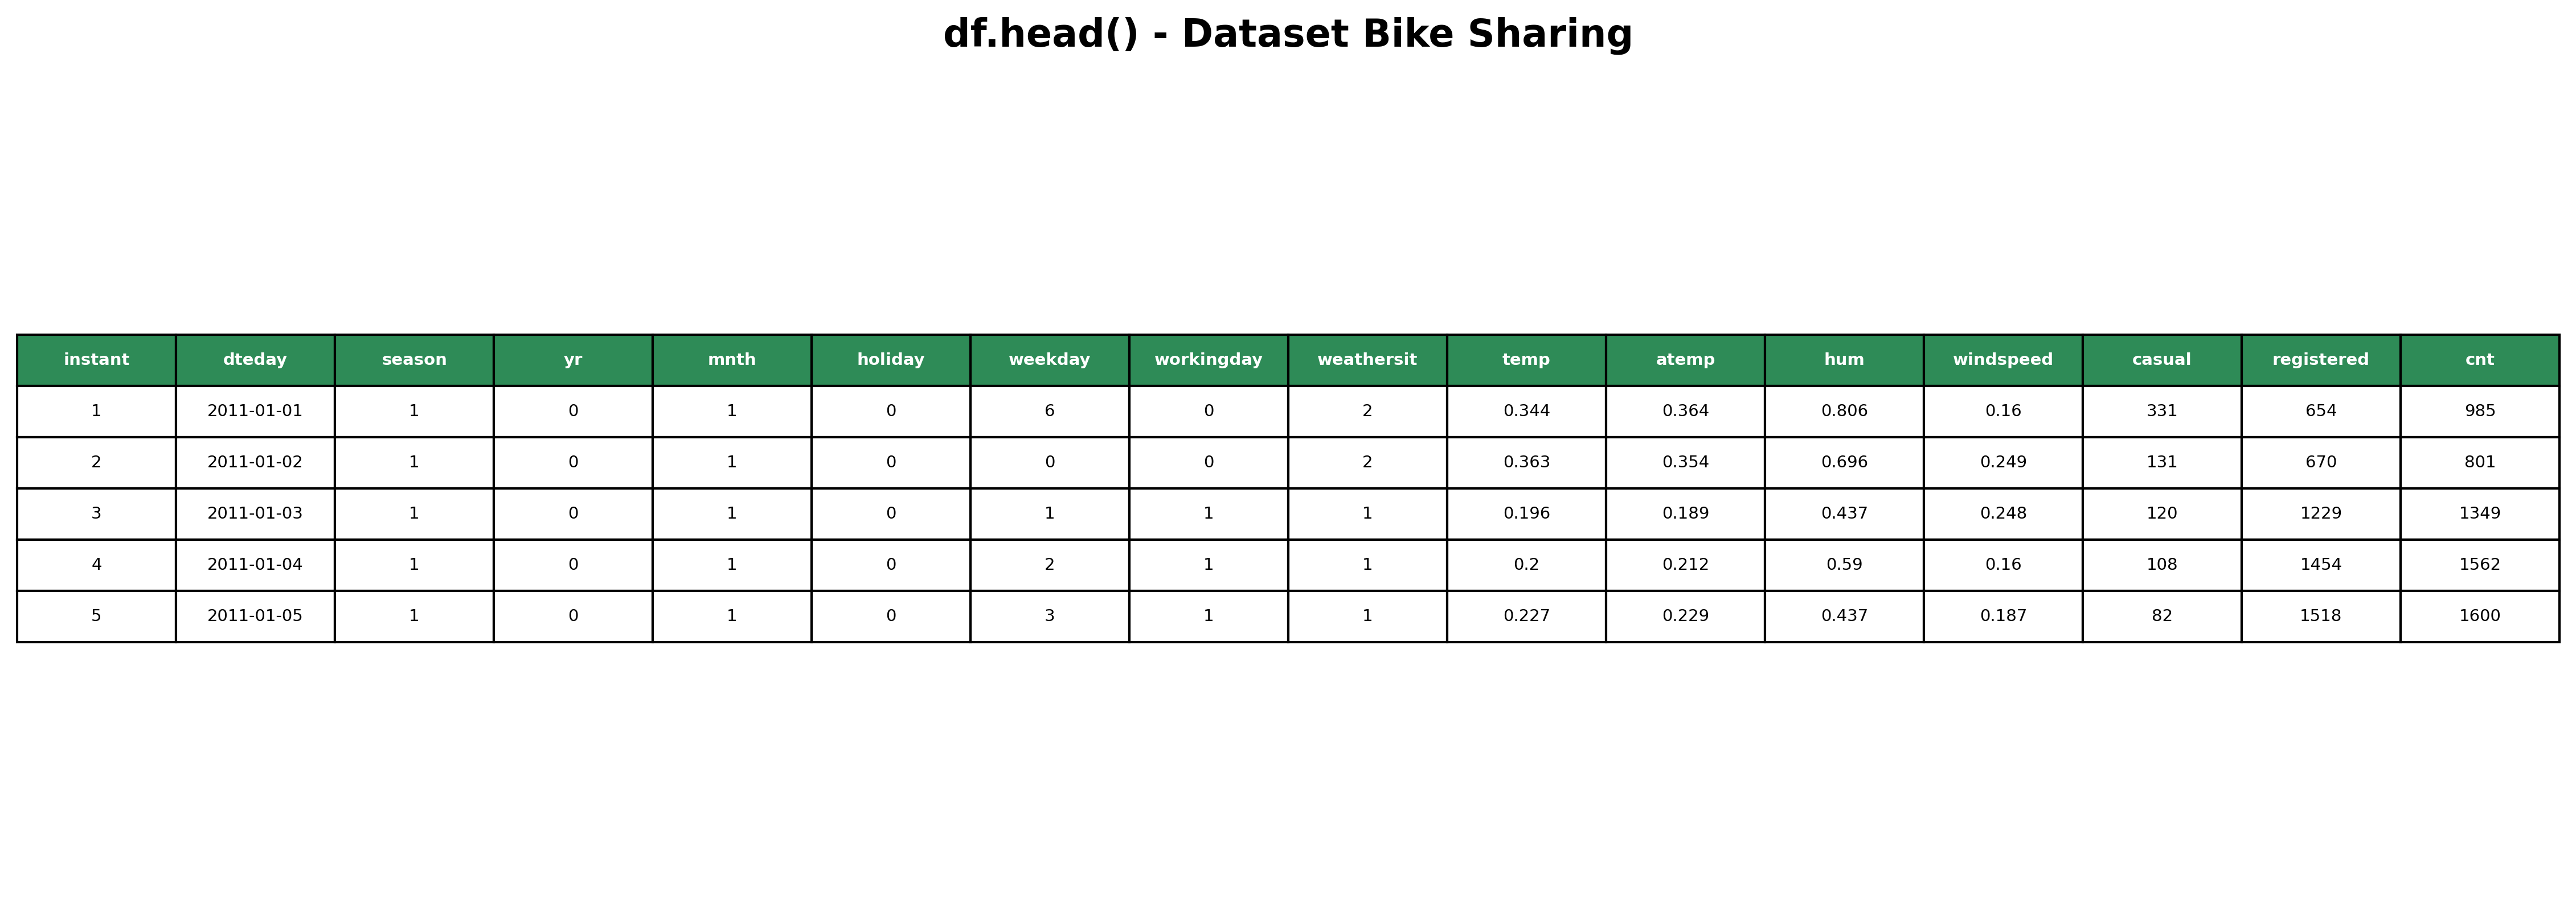 df.head() - Dataset Bike Sharing
instant dteday season yr mnth holiday weekday workingday weathersit temp atemp hum windspeed casual registered cnt
1 2011-01-01 1 0 1 0 6 0 2 0.344 0.364 0.806 0.16 331 654 985
2 2011-01-02 1 0 1 0 0 0 2 0.363 0.354 0.696 0.249 131 670 801
3 2011-01-03 1 0 1 0 1 1 1 0.196 0.189 0.437 0.248 120 1229 1349
4 2011-01-04 1 0 1 0 2 1 1 0.2 0.212 0.59 0.16 108 1454 1562
5 2011-01-05 1 0 1 0 3 1 1 0.227 0.229 0.437 0.187 82 1518 1600